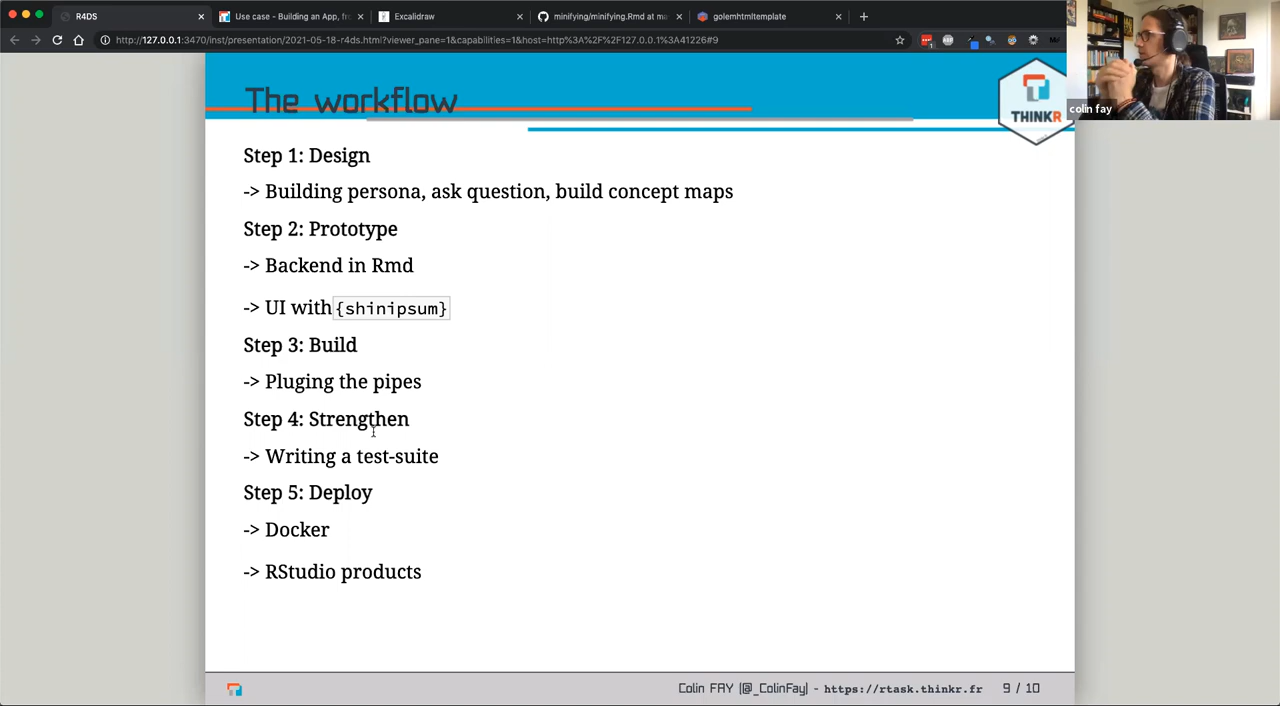 R4DS
Use case - Building an App, fro
Excalidraw
minifying/minifying.Rmd at ma
golemhtmltemplate
http://127.0.0.1:3470/inst/presentation/2021-05-18-r4ds.html?viewer_pane=1&capabilities=1&host=http%3A%2F%2F127.0.0.1%3A41226#9
The workflow
THINKR
colin fay
Step 1: Design
-> Building persona, ask question, build concept maps
Step 2: Prototype
-> Backend in Rmd
-> UI with {shinipsum}
Step 3: Build
-> Pluging the pipes
Step 4: Strengthen
-> Writing a test-suite
Step 5: Deploy
-> Docker
-> RStudio products
Colin FAY [@_ColinFay] - https://rtask.thinkr.fr
9 / 10